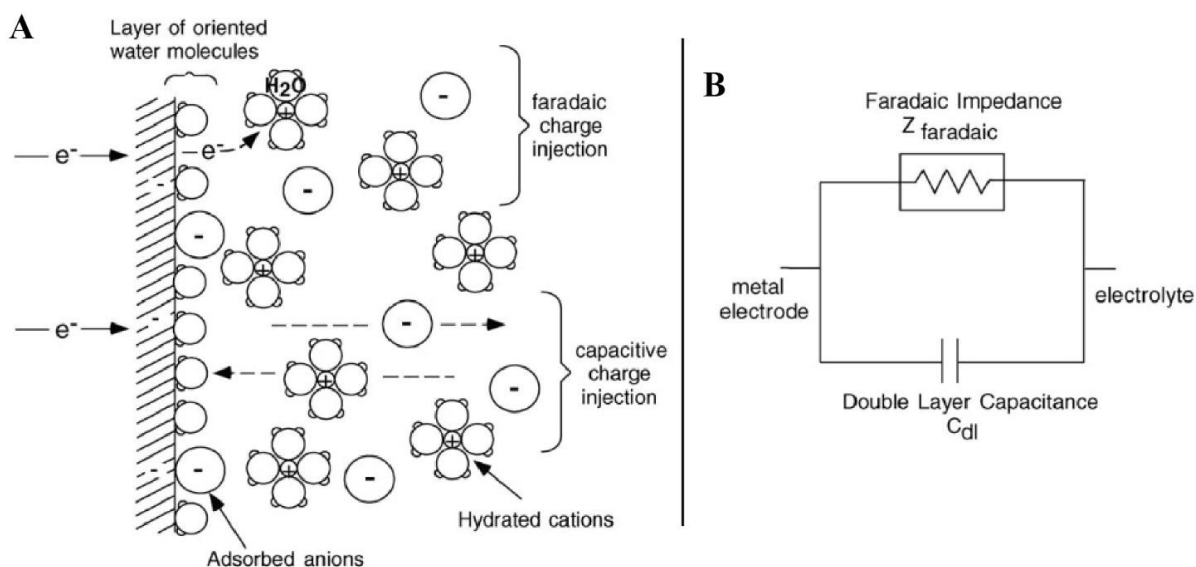 A
Layer of oriented
water molecules
H2O
-
faradaic
charge
injection
e-
e-
-
+
+
-
-
-
+
+
e-
-
-
capacitive
charge
injection
+
-
+
-
-
+
-
Hydrated cations
Adsorbed anions
B
Faradaic Impedance
Z faradaic
metal
electrode
electrolyte
Double Layer Capacitance
Cdl